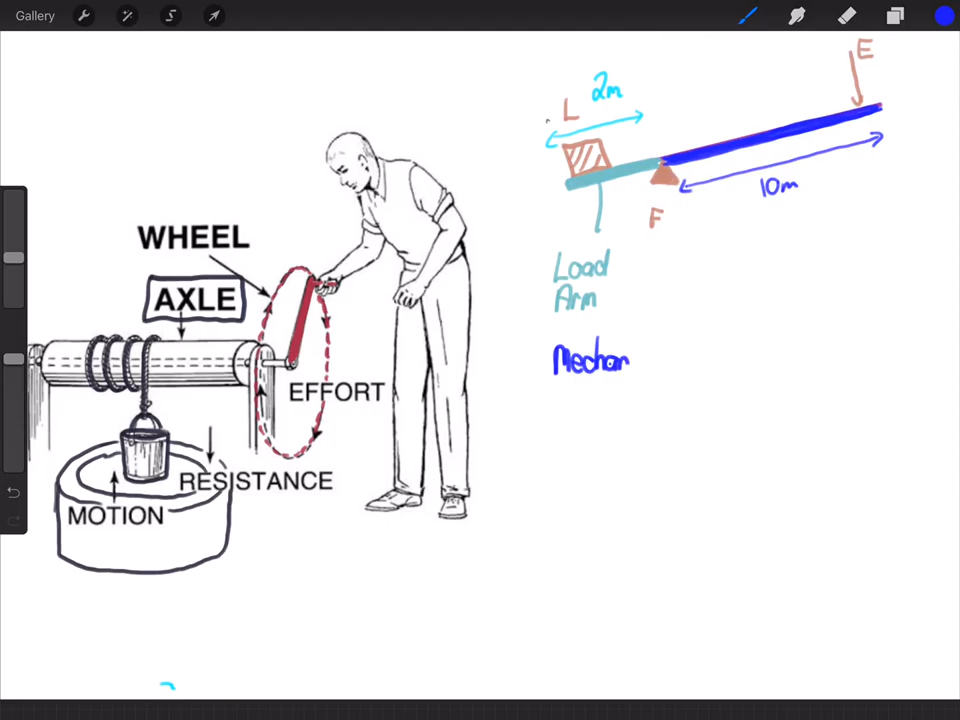 Gallery
E
2m
L
10m
F
WHEEL
AXLE
Load
Arm
Mechan
EFFORT
RESISTANCE
MOTION